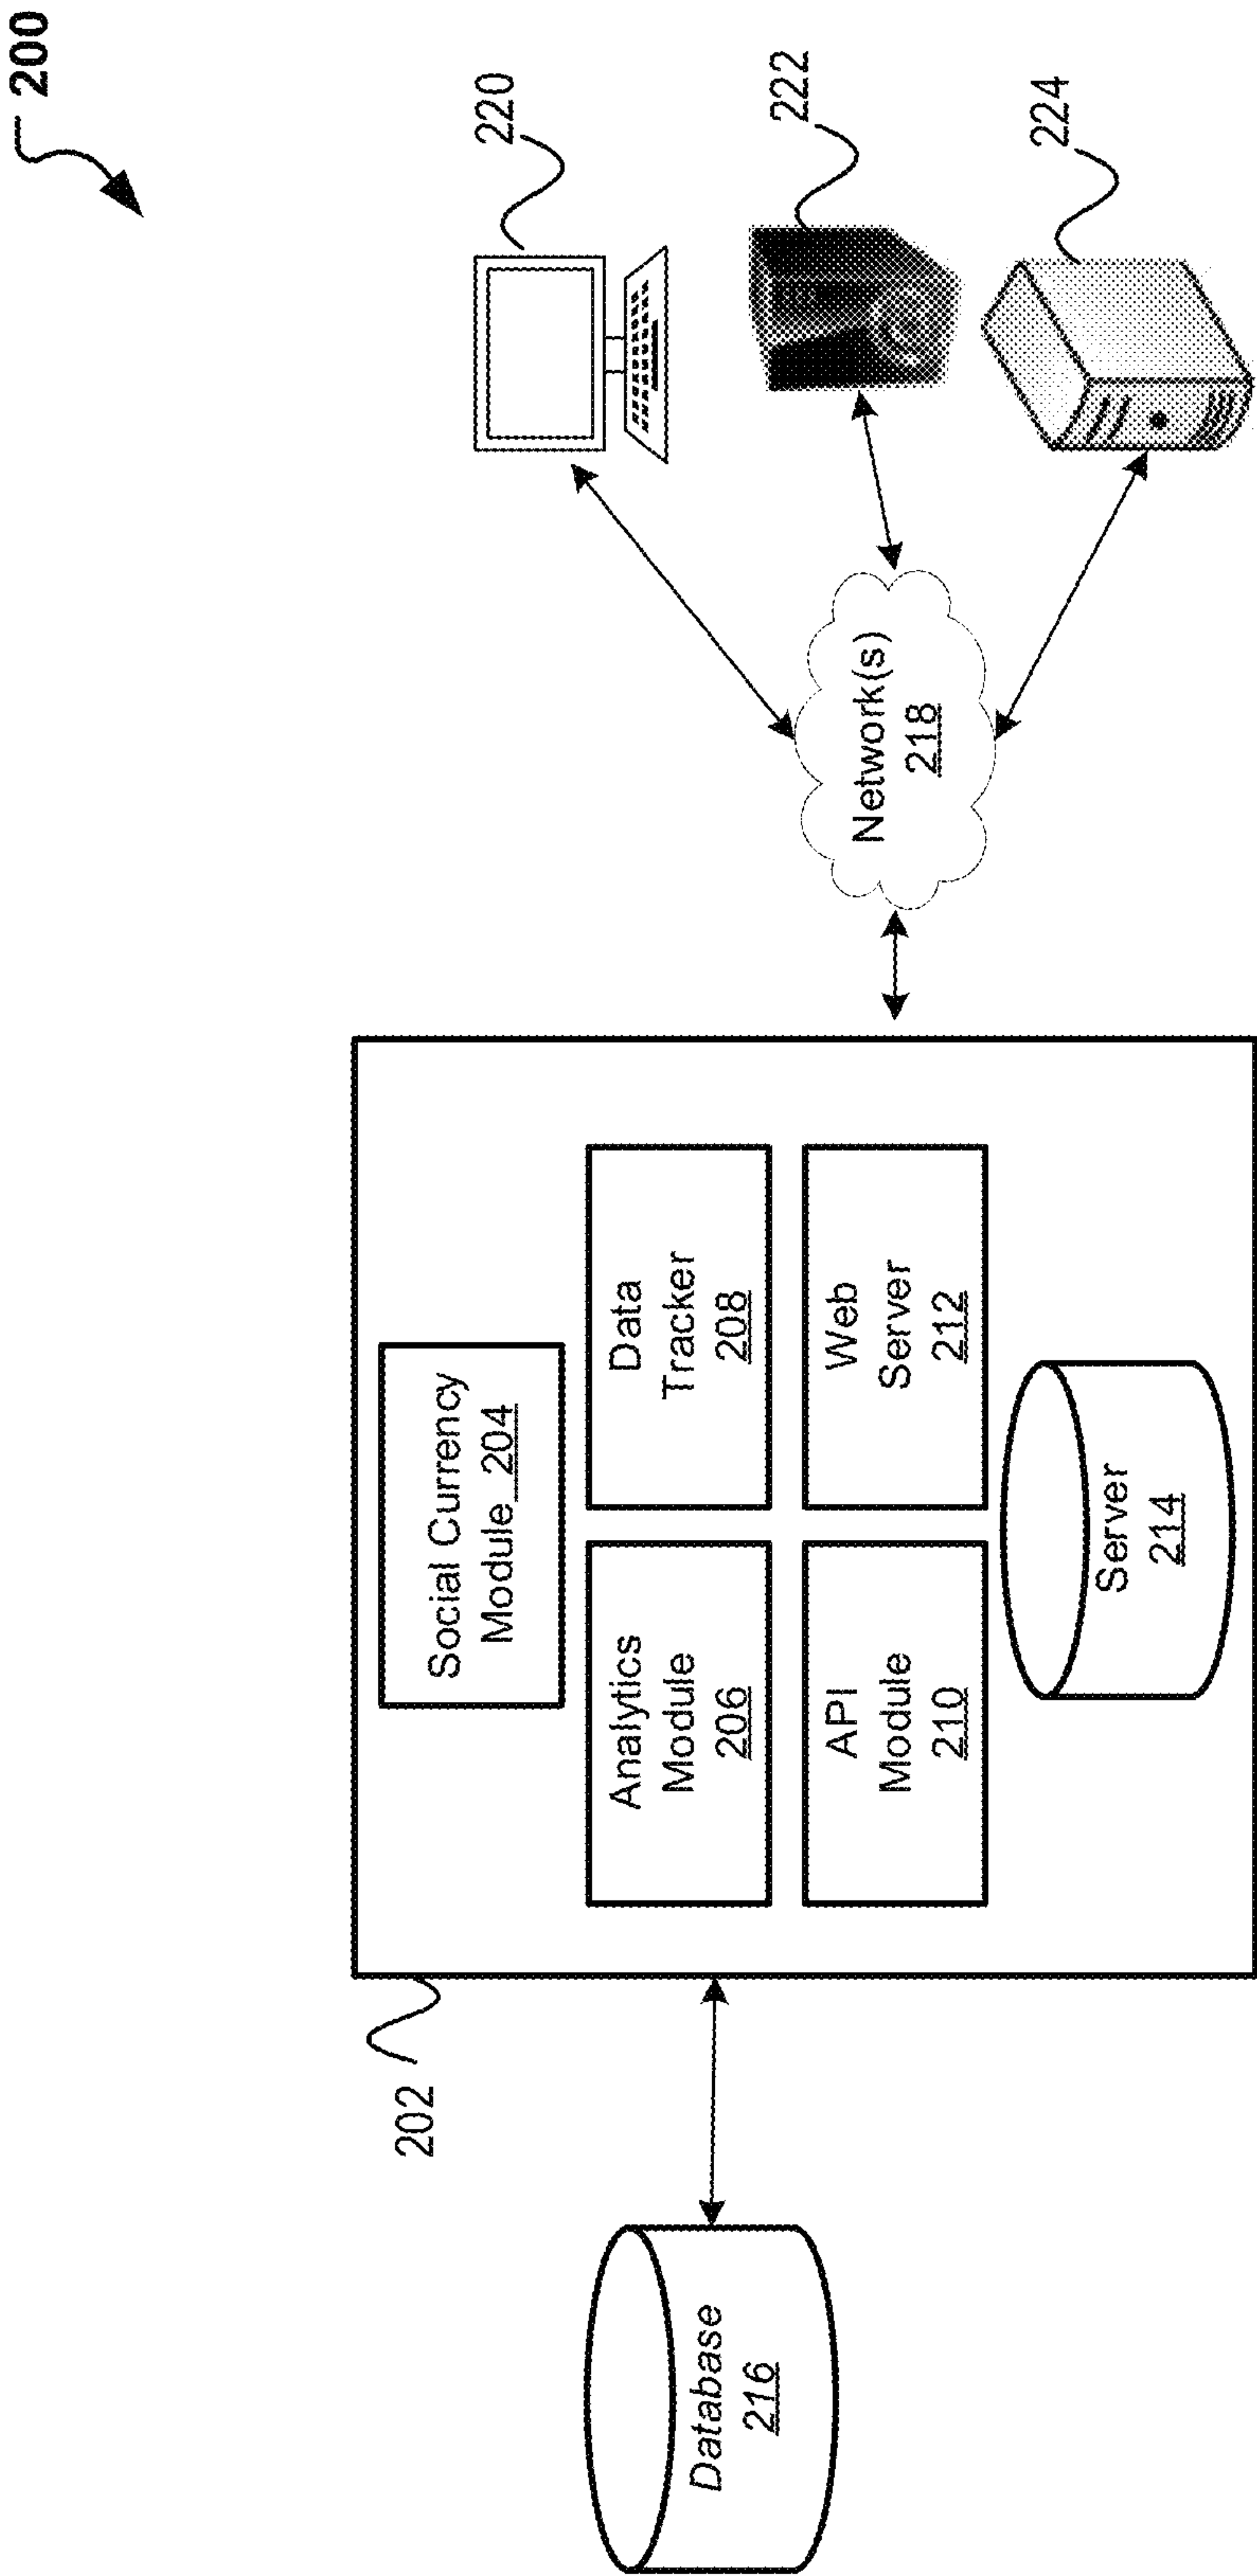 200
202
Social Currency
Module 204
Analytics
Module
206
Data
Tracker
208
API
Module
210
Web
Server
212
Server
214
Database
216
Network(s)
218
220
222
224